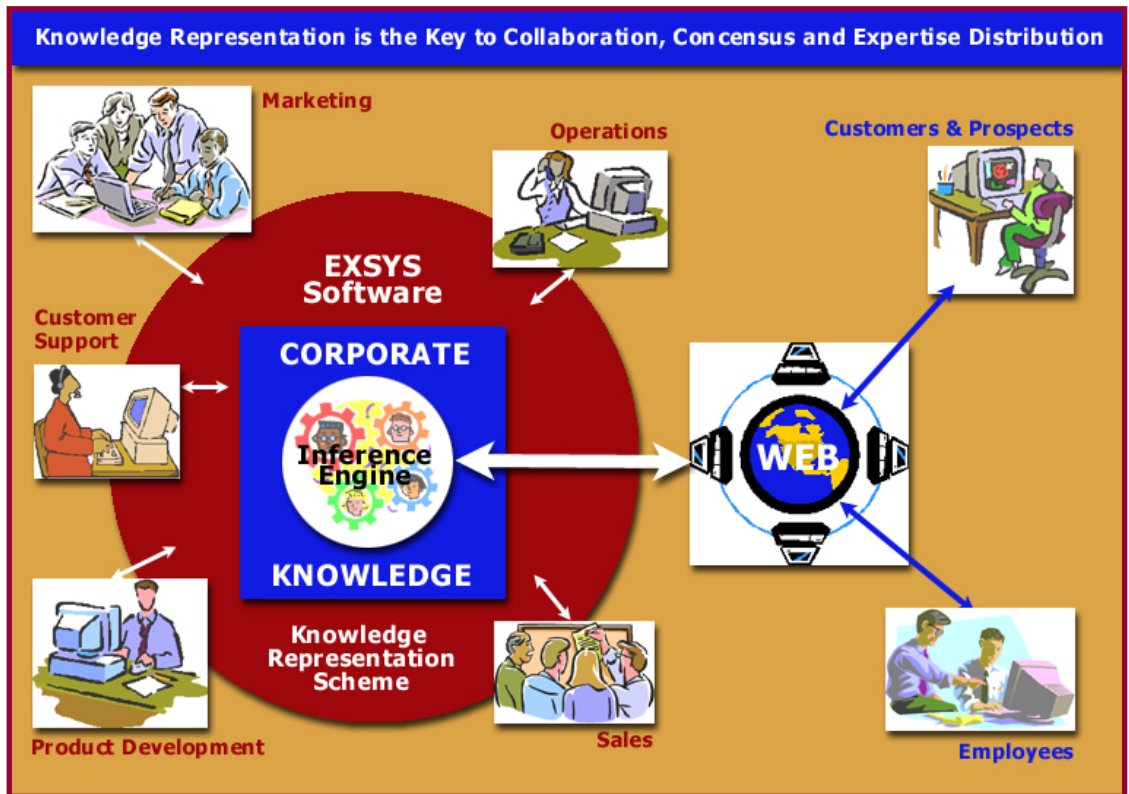 Knowledge Representation is the Key to Collaboration, Concensus and Expertise Distribution
Marketing
Operations
Customers & Prospects
EXSYS
Software
Customer
Support
CORPORATE
Inference
Engine
WEB
KNOWLEDGE
Knowledge
Representation
Scheme
Product Development
Sales
Employees